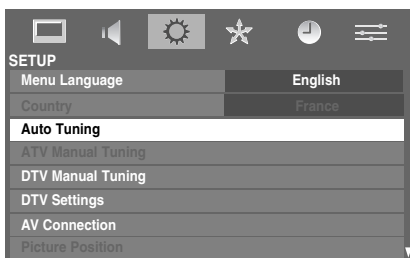 SETUP
Menu Language English
Country France
Auto Tuning
ATV Manual Tuning
DTV Manual Tuning
DTV Settings
AV Connection
Picture Position